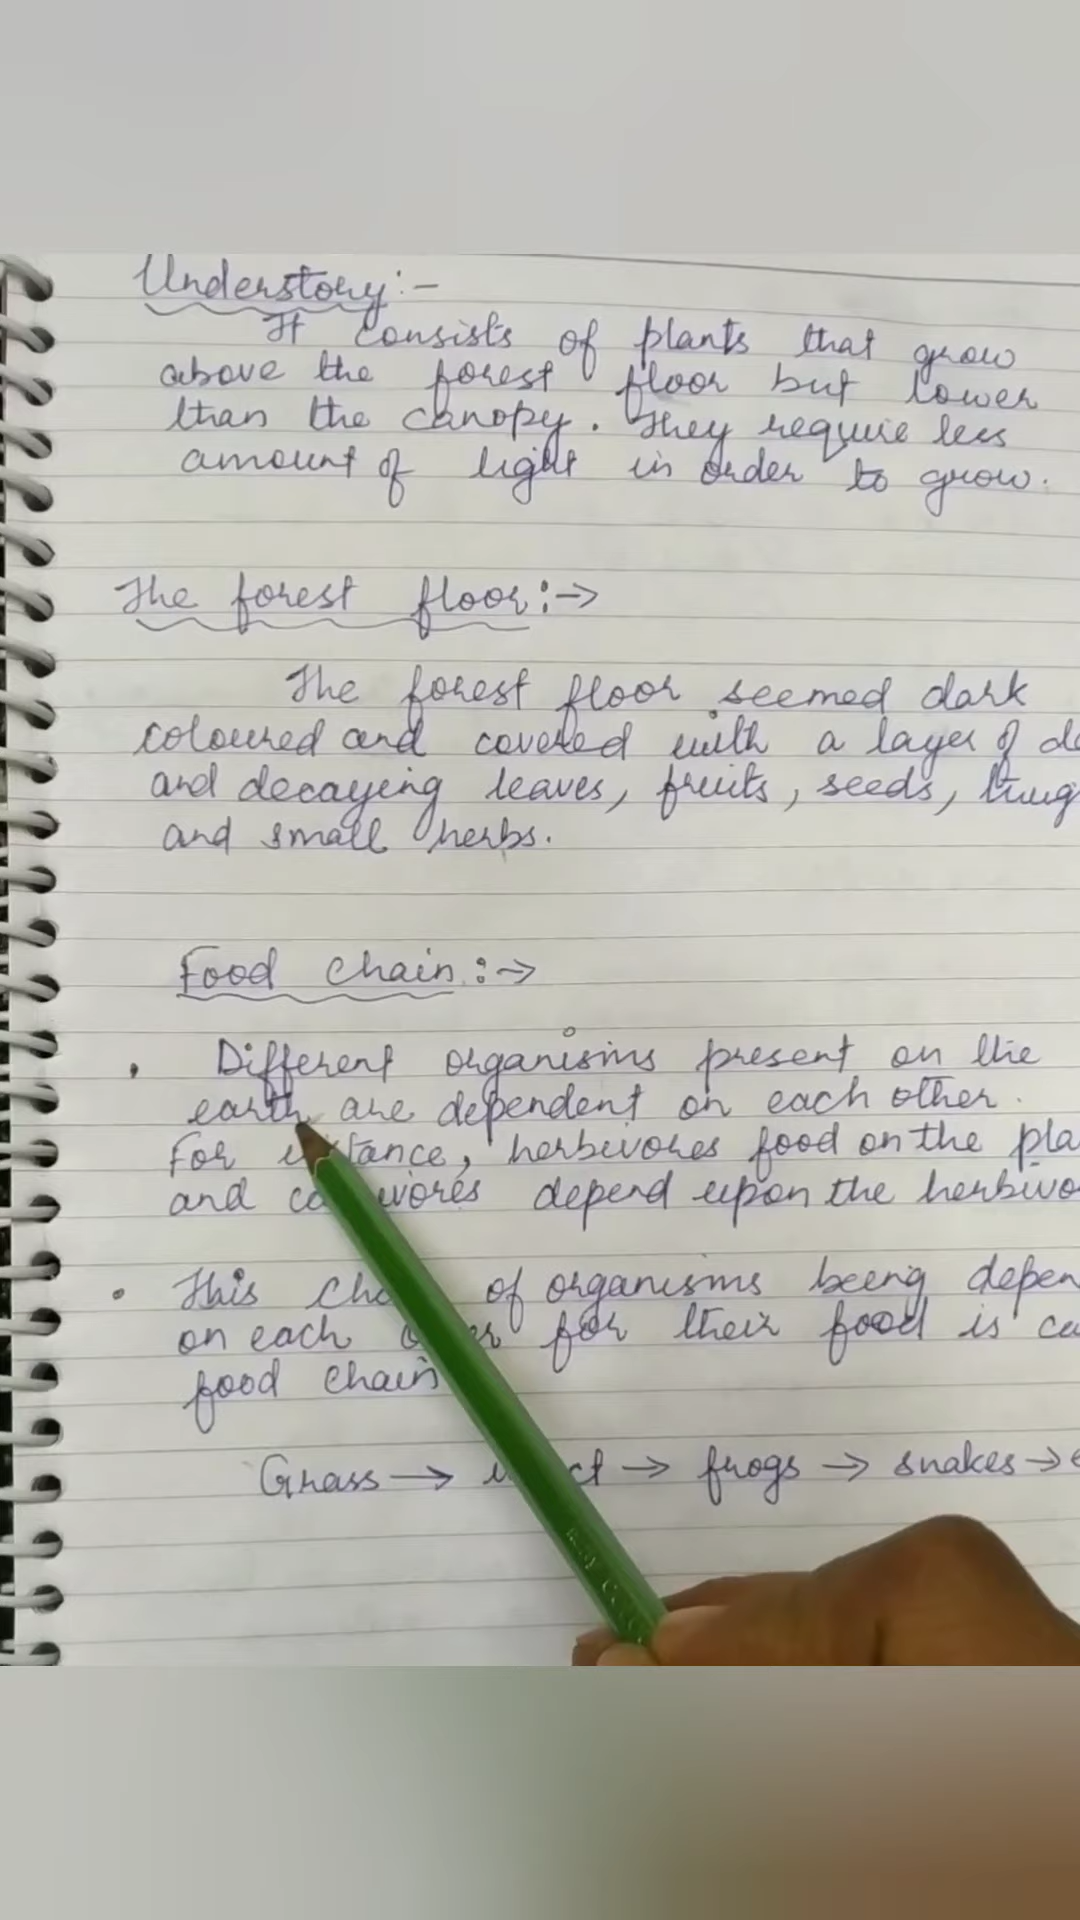 Understory:-
It consists of plants that grow
above the forest floor but lower
than the canopy. They require less
amount of light in order to grow.
The forest floor:->
The forest floor seemed dark
coloured and covered with a layer of
and decaying leaves, fruits, seeds,
and small herbs.
Food chain:->
• Different organisms present on the
earth are dependent on each other.
For instance, herbivores food on the
and depend upon the
• This of organisms being
on each for their food is
food chain
Grass -> -> frogs -> snakes ->